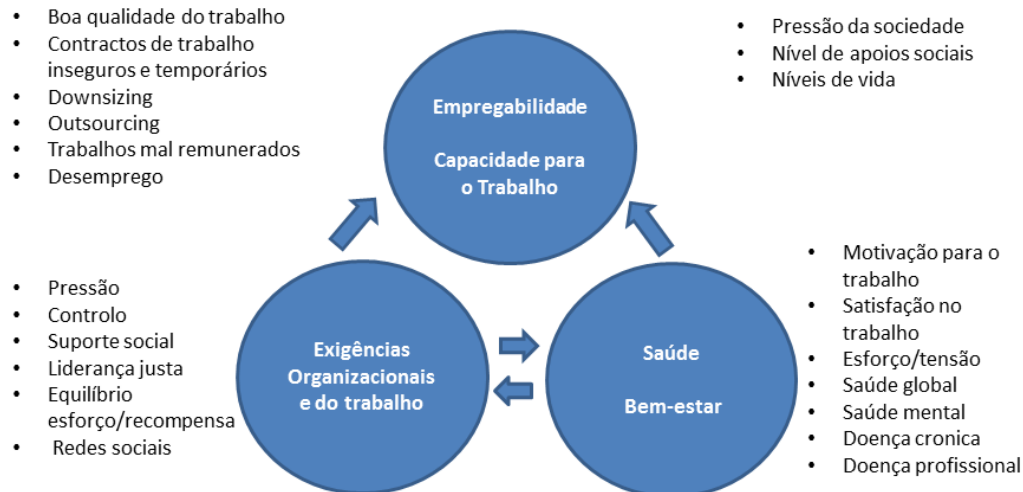 • Boa qualidade do trabalho
• Contractos de trabalho
inseguros e temporários
• Downsizing
• Outsourcing
• Trabalhos mal remunerados
• Desemprego
• Pressão da sociedade
• Nível de apoios sociais
• Níveis de vida
Empregabilidade
Capacidade para
o Trabalho
• Pressão
• Controlo
• Suporte social
• Liderança justa
• Equilíbrio
esforço/recompensa
• Redes sociais
Exigências
Organizacionais
e do trabalho
Saúde
Bem-estar
• Motivação para o
trabalho
• Satisfação no
trabalho
• Esforço/tensão
• Saúde global
• Saúde mental
• Doença cronica
• Doença profissional